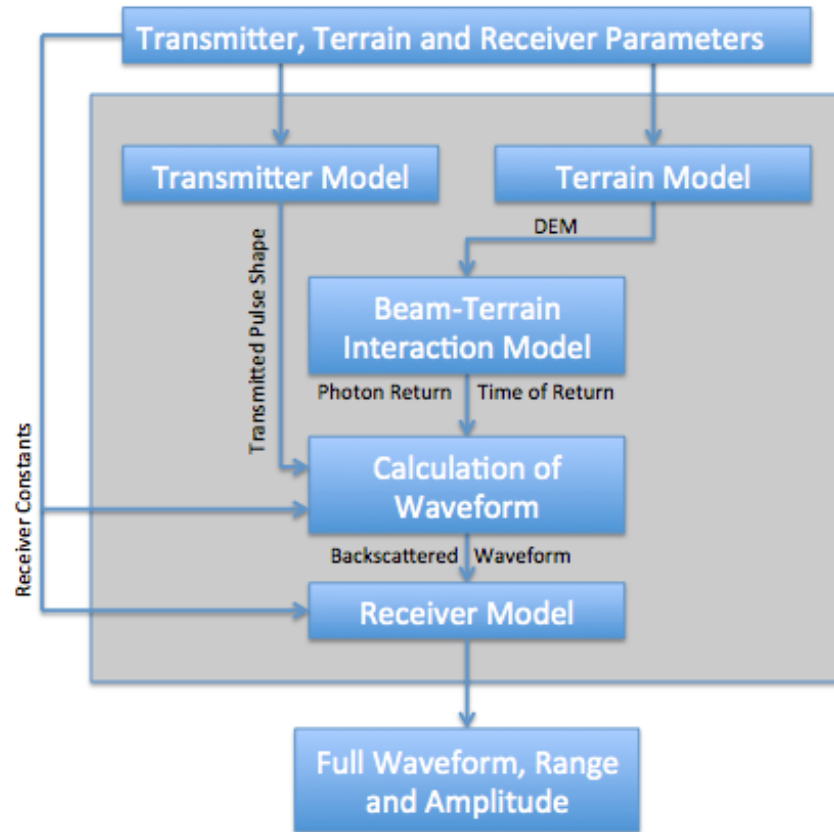 Transmitter, Terrain and Receiver Parameters
Transmitter Model
Terrain Model
DEM
Transmitted Pulse Shape
Beam-Terrain
Interaction Model
Photon Return
Time of Return
Calculation of
Waveform
Receiver Constants
Backscattered
Waveform
Receiver Model
Full Waveform, Range
and Amplitude